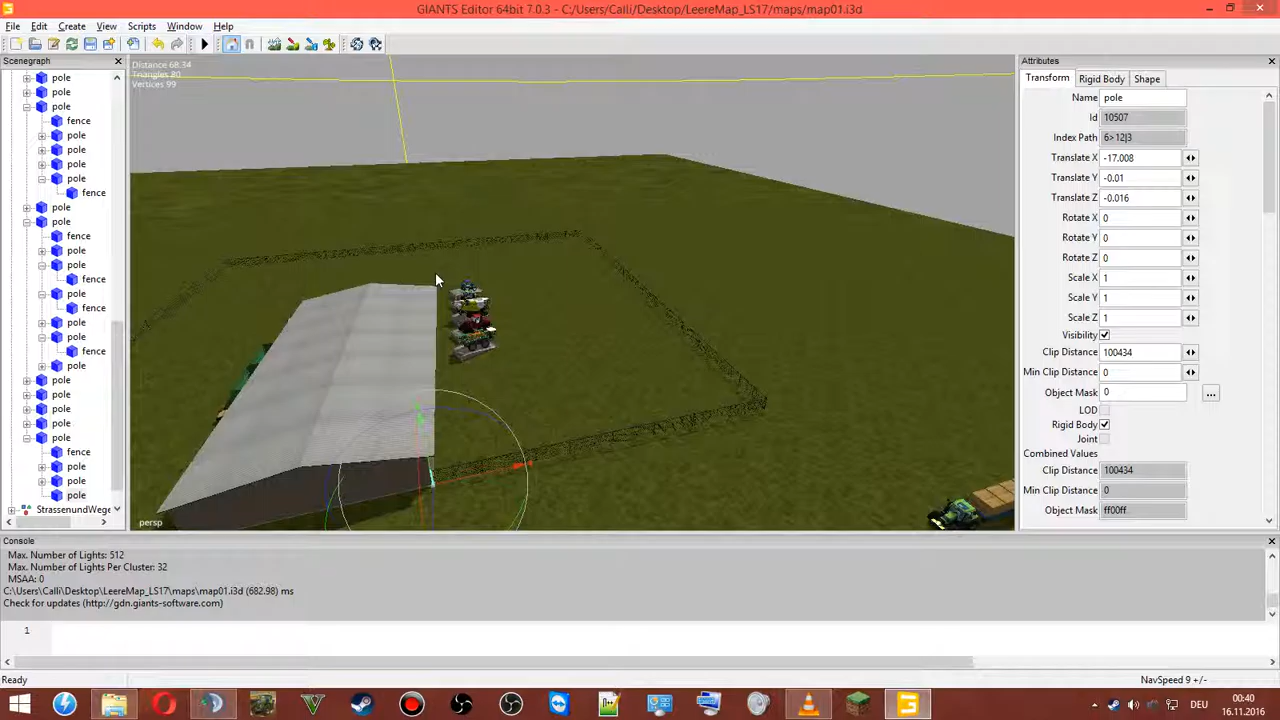 GIANTS Editor 64bit 7.0.3 - C:/Users/Calli/Desktop/LeereMap_LS17/maps/map01.i3d
File Edit Create View Scripts Window Help
Scenegraph
pole
pole
pole
fence
pole
pole
pole
pole
fence
pole
pole
fence
pole
pole
fence
pole
fence
pole
pole
fence
pole
pole
pole
pole
pole
pole
fence
pole
pole
pole
StrassenundWege
Distance 68.34
Triangles 80
Vertices 99
persp
Attributes
Transform Rigid Body Shape
Name pole
Id 10507
Index Path 6>12|3
Translate X -17.008
Translate Y -0.01
Translate Z -0.016
Rotate X 0
Rotate Y 0
Rotate Z 0
Scale X 1
Scale Y 1
Scale Z 1
Visibility
Clip Distance 100434
Min Clip Distance 0
Object Mask 0 ...
LOD
Rigid Body
Joint
Combined Values
Clip Distance 100434
Min Clip Distance 0
Object Mask ff00ff
Console
Max. Number of Lights: 512
Max. Number of Lights Per Cluster: 32
MSAA: 0
C:\Users\Calli\Desktop\LeereMap_LS17\maps\map01.i3d (682.98) ms
Check for updates (http://gdn.giants-software.com)
1
Ready
NavSpeed 9 +/-
DEU
00:40
16.11.2016